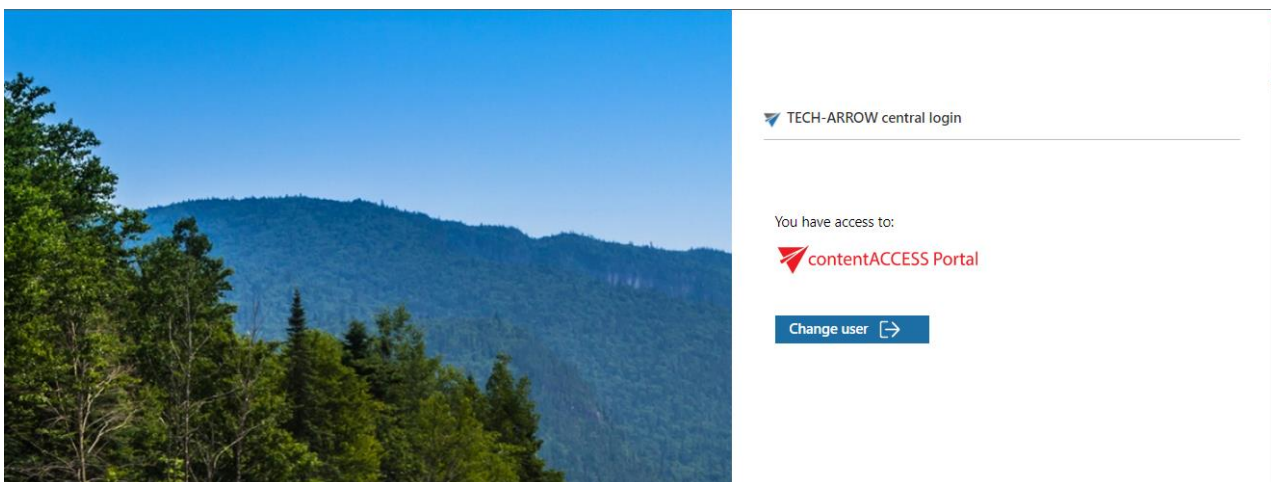 TECH-ARROW central login
You have access to:
contentACCESS Portal
Change user